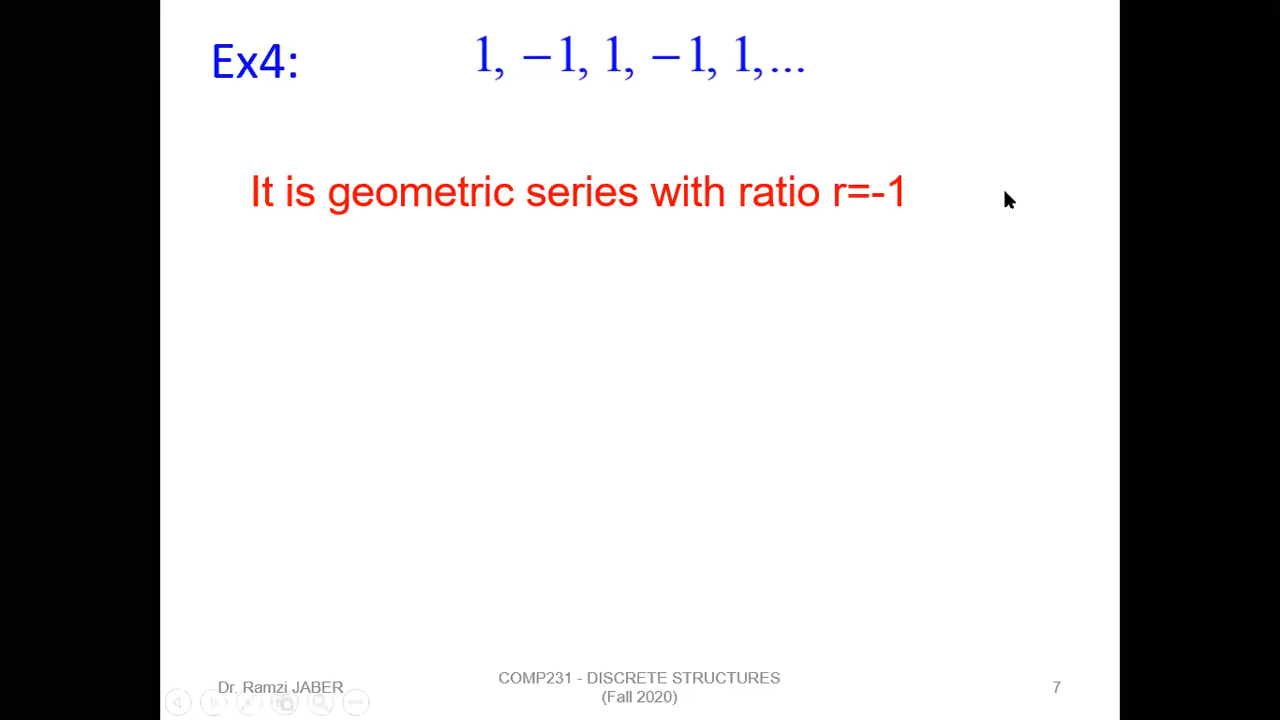 Ex4: 1, −1, 1, −1, 1,...
It is geometric series with ratio r=-1
Dr. Ramzi JABER
COMP231 - DISCRETE STRUCTURES
(Fall 2020)
7